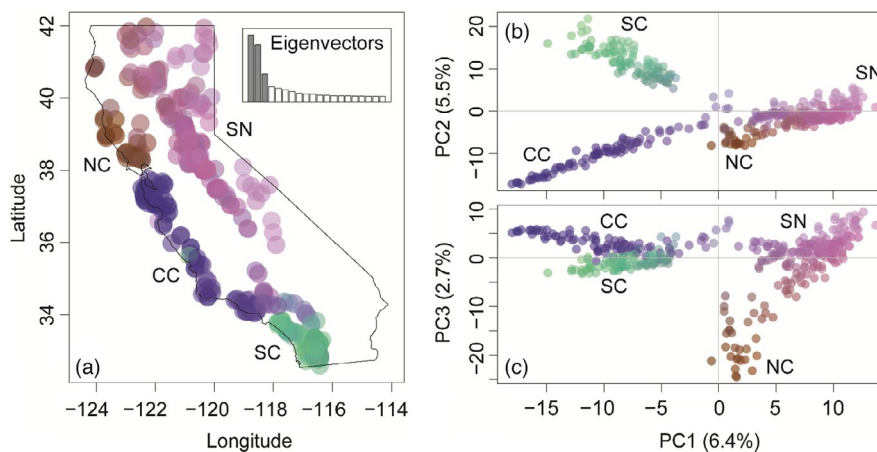 Eigenvectors
42
40
38
36
34
Latitude
NC
SN
CC
SC
(a)
−124
−122
−120
−118
−116
−114
Longitude
(b)
SC
SN
CC
NC
20
10
0
−10
PC2 (5.5%)
CC
SN
SC
NC
(c)
10
0
−10
−20
PC3 (2.7%)
−15
−10
−5
0
5
10
PC1 (6.4%)